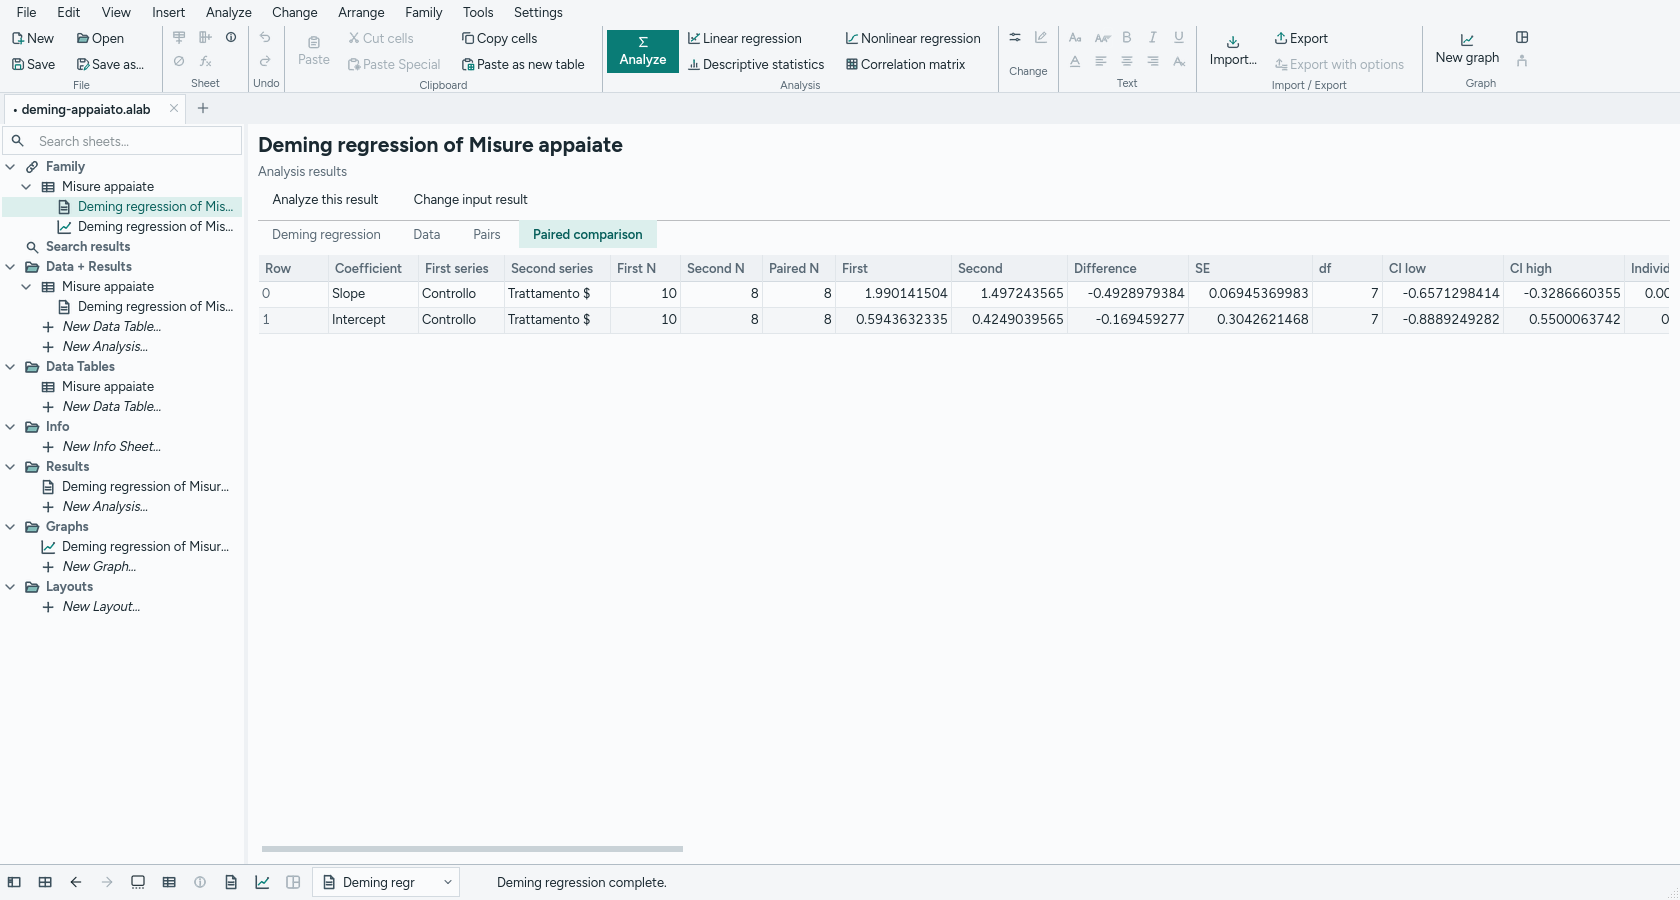 File Edit View Insert Analyze Change Arrange Family Tools Settings
New Open Cut cells Copy cells Linear regression Nonlinear regression Export
Paste Σ Analyze Import... New graph
Save Save as... Paste Special Paste as new table Descriptive statistics Correlation matrix Export with options
File Sheet Undo Clipboard Analysis Change Text Import / Export Graph
• deming-appaiato.alab
Search sheets...
Family
Misure appaiate
Deming regression of Mis...
Deming regression of Mis...
Search results
Data + Results
Misure appaiate
Deming regression of Mis...
New Data Table...
New Analysis...
Data Tables
Misure appaiate
New Data Table...
Info
New Info Sheet...
Results
Deming regression of Misur...
New Analysis...
Graphs
Deming regression of Misur...
New Graph...
Layouts
New Layout...
Deming regression of Misure appaiate
Analysis results
Analyze this result Change input result
Deming regression Data Pairs Paired comparison
Row Coefficient First series Second series First N Second N Paired N First Second Difference SE df CI low CI high Individ
0 Slope Controllo Trattamento $ 10 8 8 1.990141504 1.497243565 -0.4928979384 0.06945369983 7 -0.6571298414 -0.3286660355 0.00
1 Intercept Controllo Trattamento $ 10 8 8 0.5943632335 0.4249039565 -0.169459277 0.3042621468 7 -0.8889249282 0.5500063742 0
Deming regr Deming regression complete.